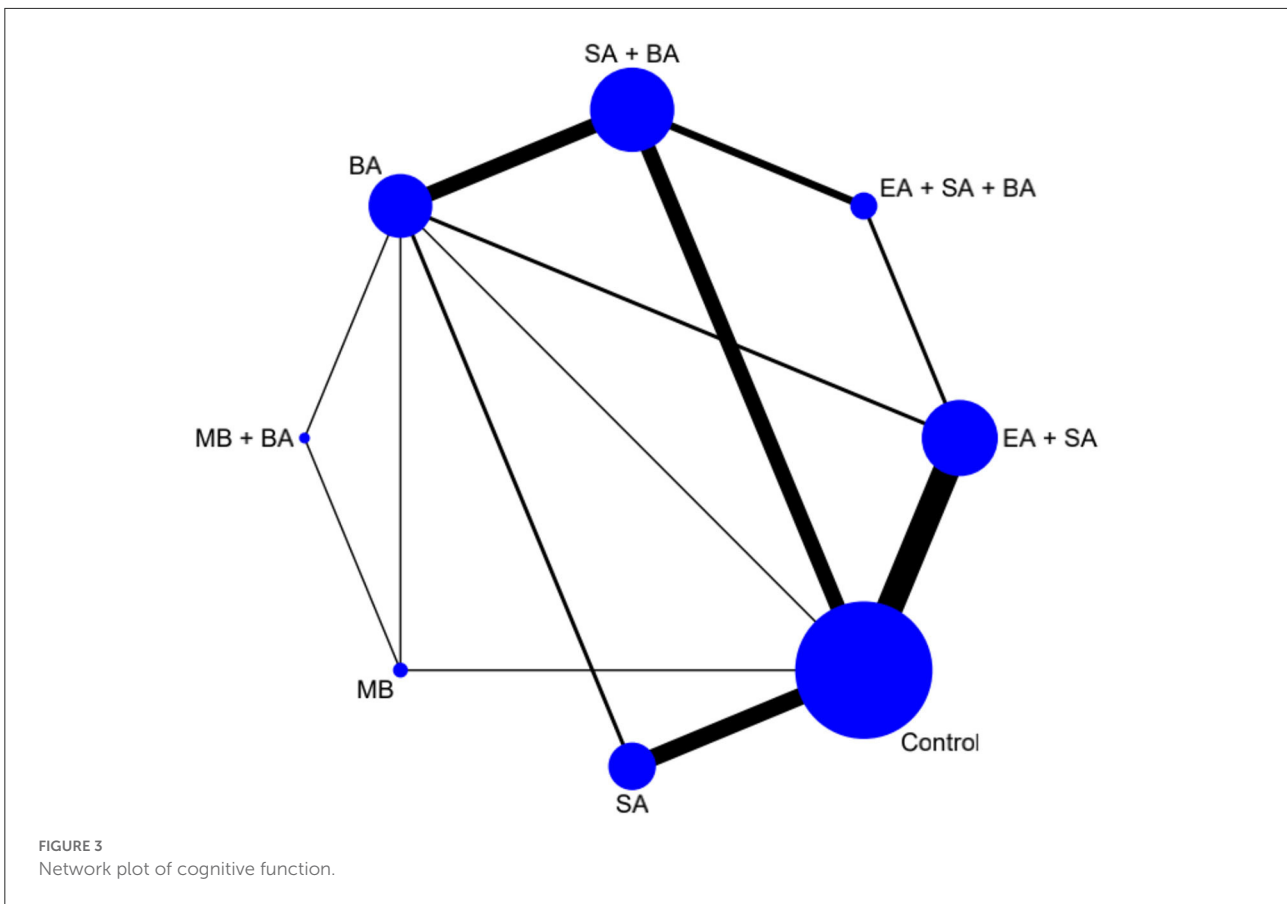 SA + BA
BA
EA + SA + BA
MB + BA
EA + SA
MB
Control
SA
FIGURE 3
Network plot of cognitive function.